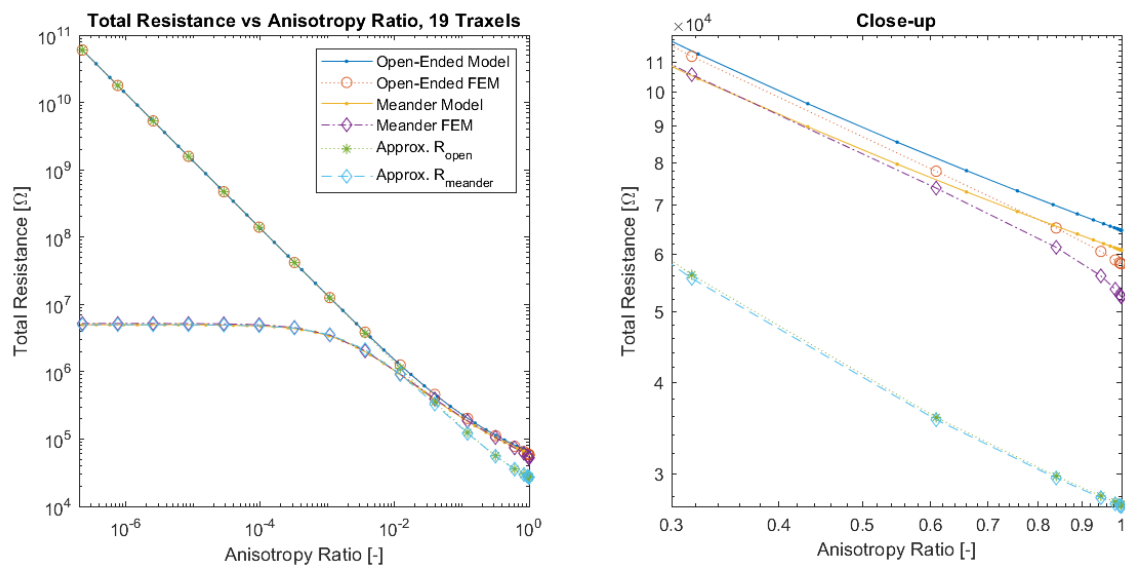 Total Resistance vs Anisotropy Ratio, 19 Traxels
10^11
10^10
10^9
10^8
10^7
10^6
10^5
10^4
Total Resistance [Ω]
Open-Ended Model
Open-Ended FEM
Meander Model
Meander FEM
Approx. R_open
Approx. R_meander
10^-6
10^-4
10^-2
10^0
Anisotropy Ratio [-]
Close-up
×10^4
11
10
9
8
7
6
5
4
3
Total Resistance [Ω]
0.3
0.4
0.5
0.6
0.7
0.8
0.9
1
Anisotropy Ratio [-]